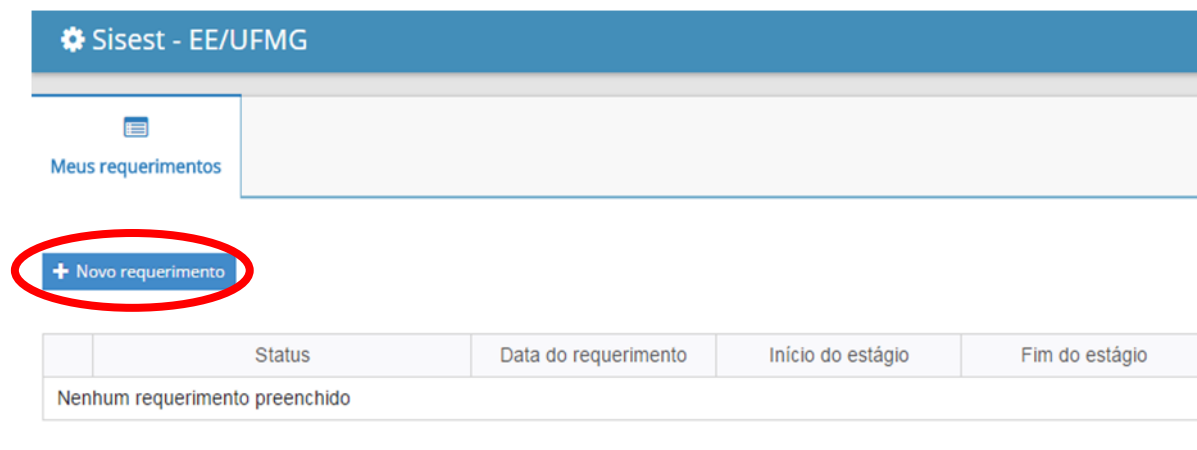 Sisest - EE/UFMG
Meus requerimentos
Novo requerimento
Status Data do requerimento Início do estágio Fim do estágio
Nenhum requerimento preenchido